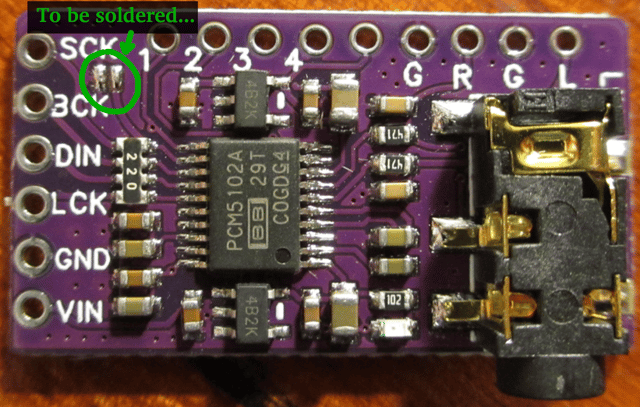 To be soldered...
SCK
1
2
3
4
G
R
G
L
BCK
DIN
LCK
GND
VIN
220
4B2K
PCM5102A
29T
BB
C0GDG4
471
471
102
4B2K